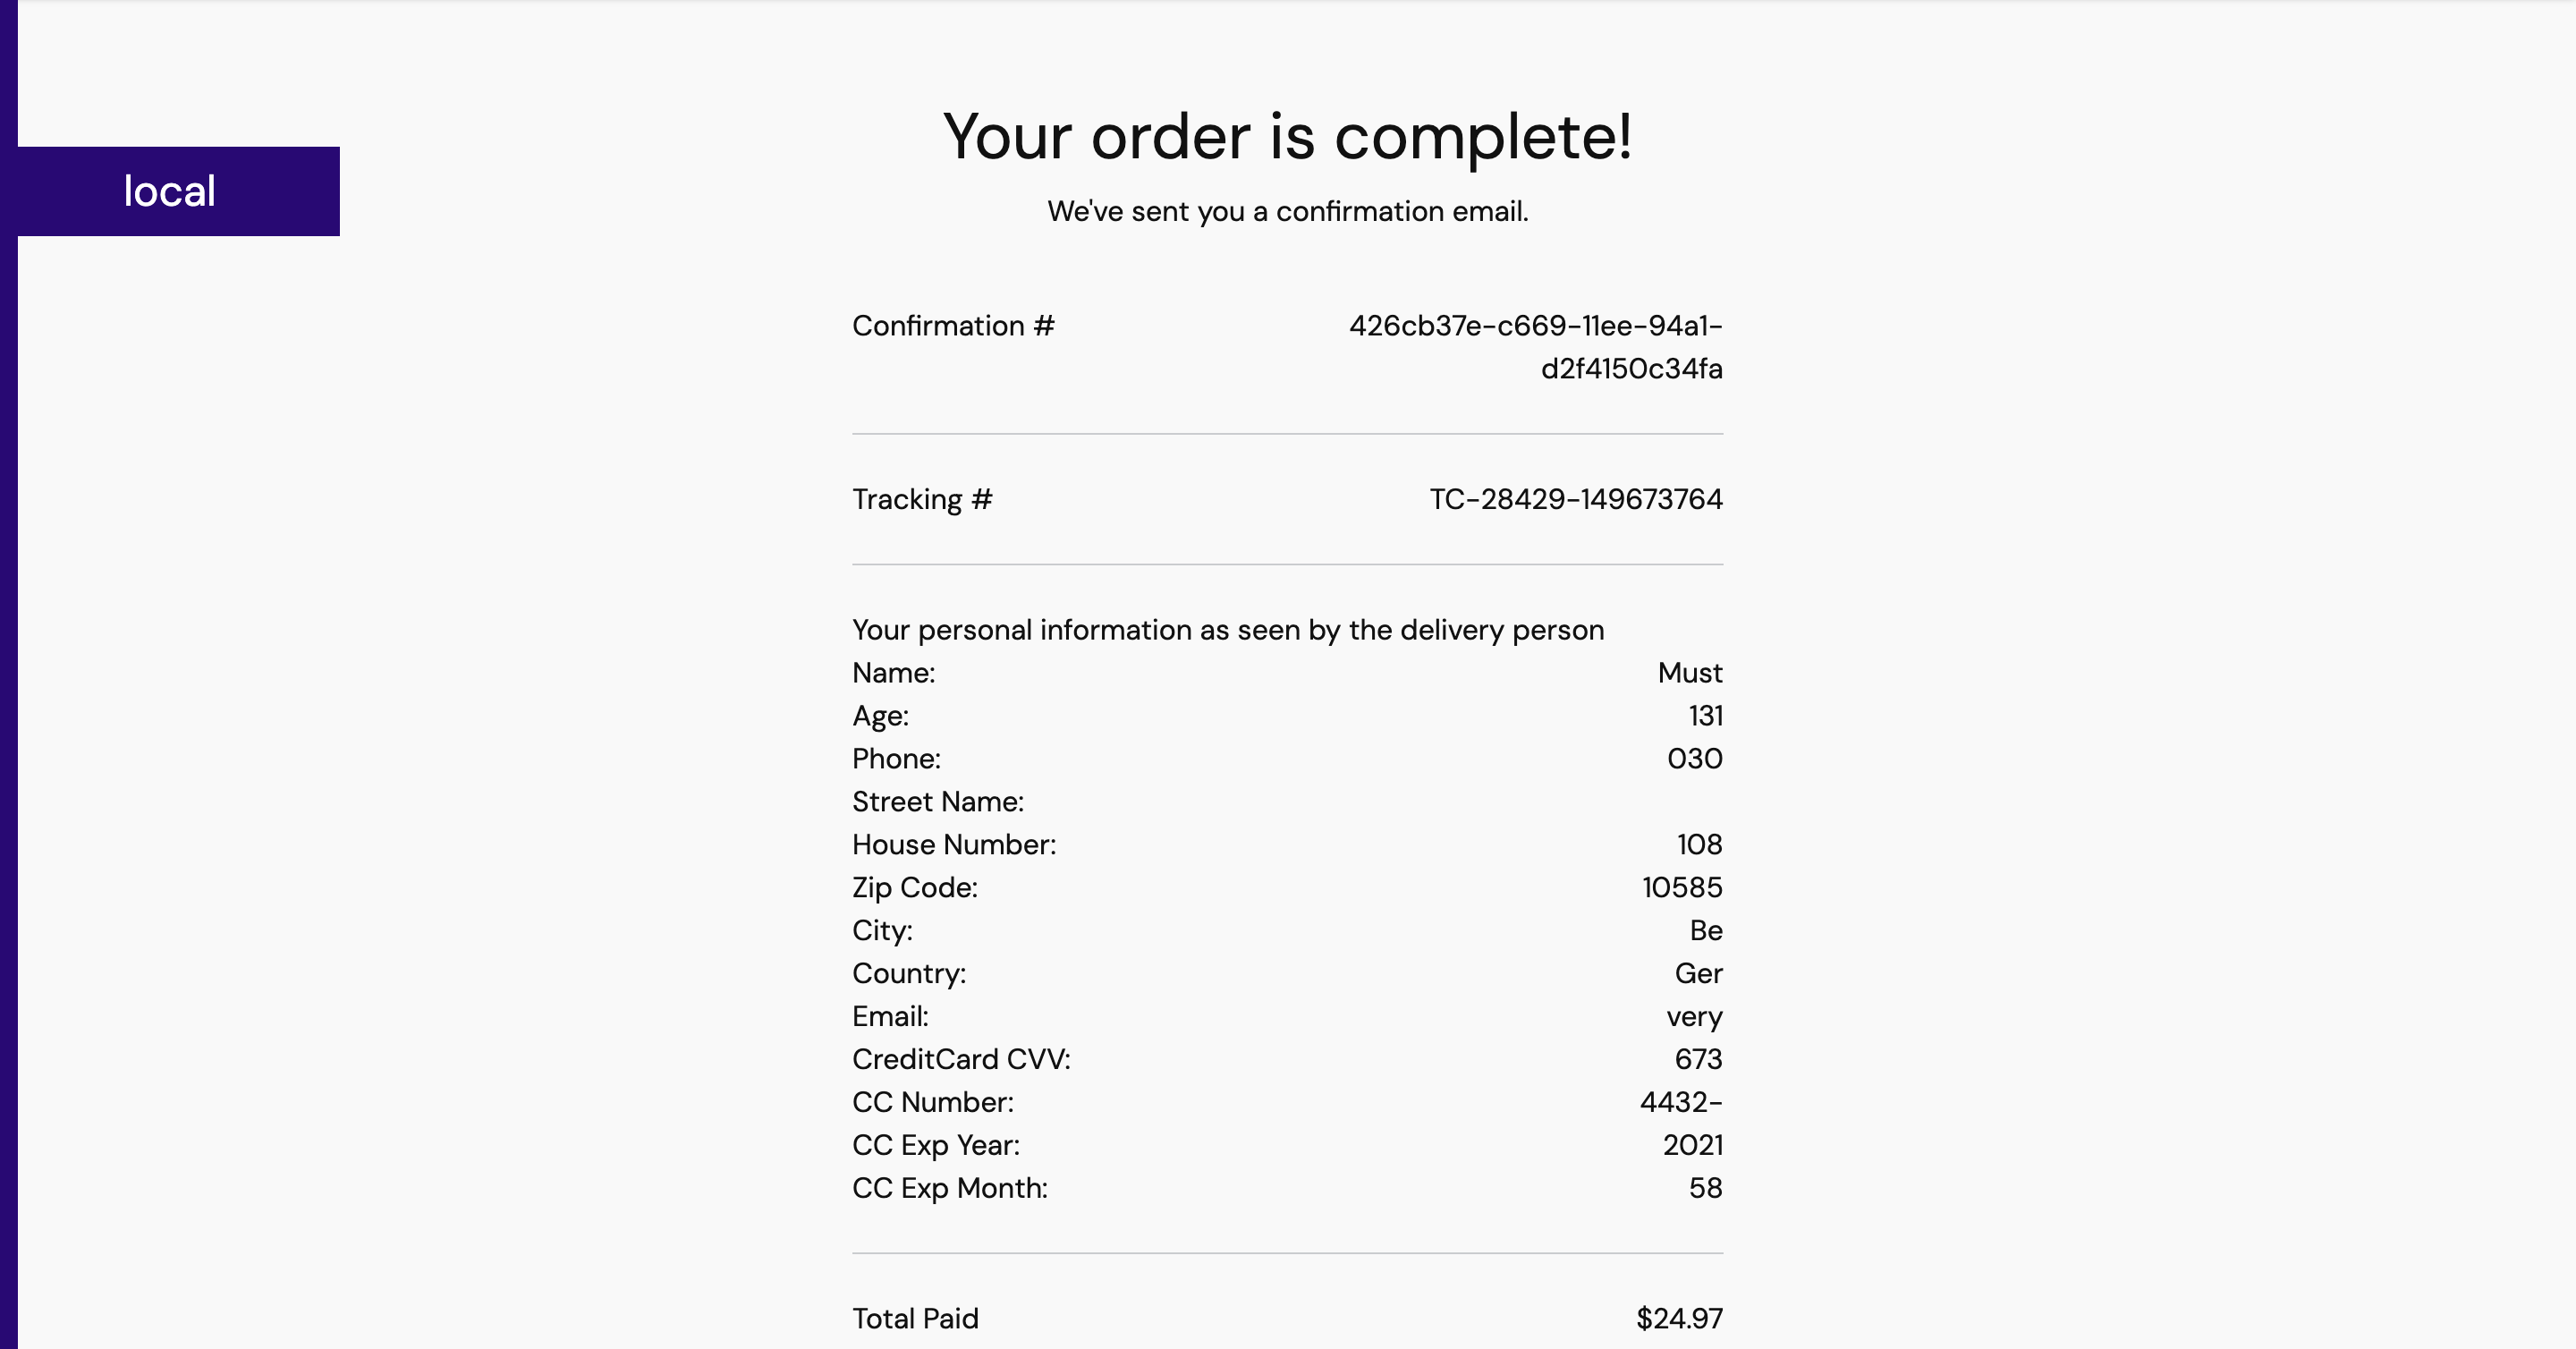 local
Your order is complete!
We've sent you a confirmation email.
Confirmation # 426cb37e-c669-11ee-94a1-
d2f4150c34fa
Tracking # TC-28429-149673764
Your personal information as seen by the delivery person
Name: Must
Age: 131
Phone: 030
Street Name:
House Number: 108
Zip Code: 10585
City: Be
Country: Ger
Email: very
CreditCard CVV: 673
CC Number: 4432-
CC Exp Year: 2021
CC Exp Month: 58
Total Paid $24.97